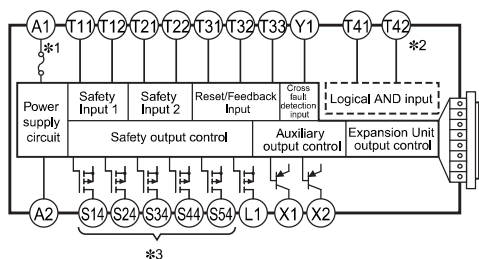 A1 T11 T12 T21 T22 T31 T32 T33 Y1 T41 T42
*1
*2
Power supply circuit
Safety Input 1
Safety Input 2
Reset/Feedback Input
Cross fault detection input
Logical AND input
Safety output control
Auxiliary output control
Expansion Unit output control
A2 S14 S24 S34 S44 S54 L1 X1 X2
*3